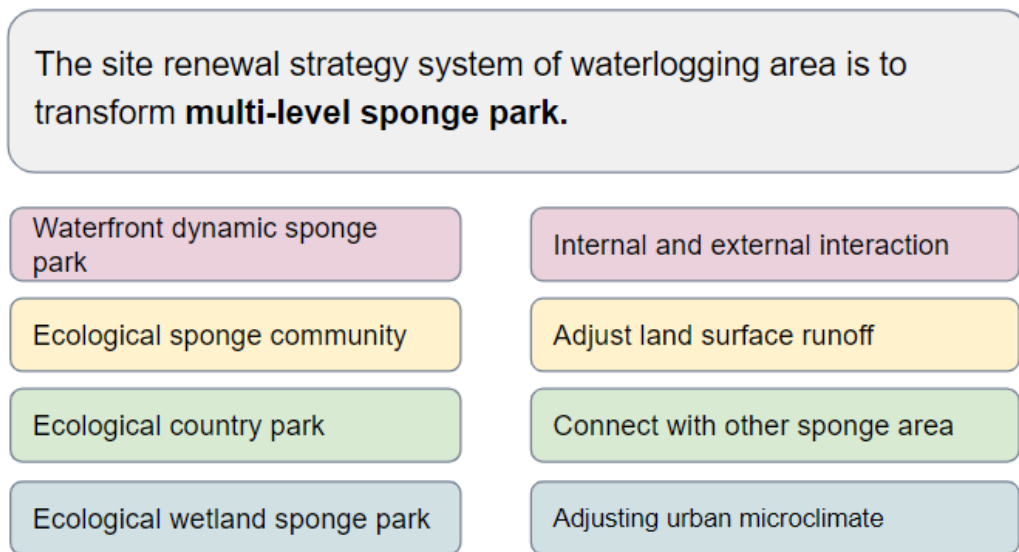 The site renewal strategy system of waterlogging area is to
transform multi-level sponge park.
Waterfront dynamic sponge
park
Internal and external interaction
Ecological sponge community
Adjust land surface runoff
Ecological country park
Connect with other sponge area
Ecological wetland sponge park
Adjusting urban microclimate